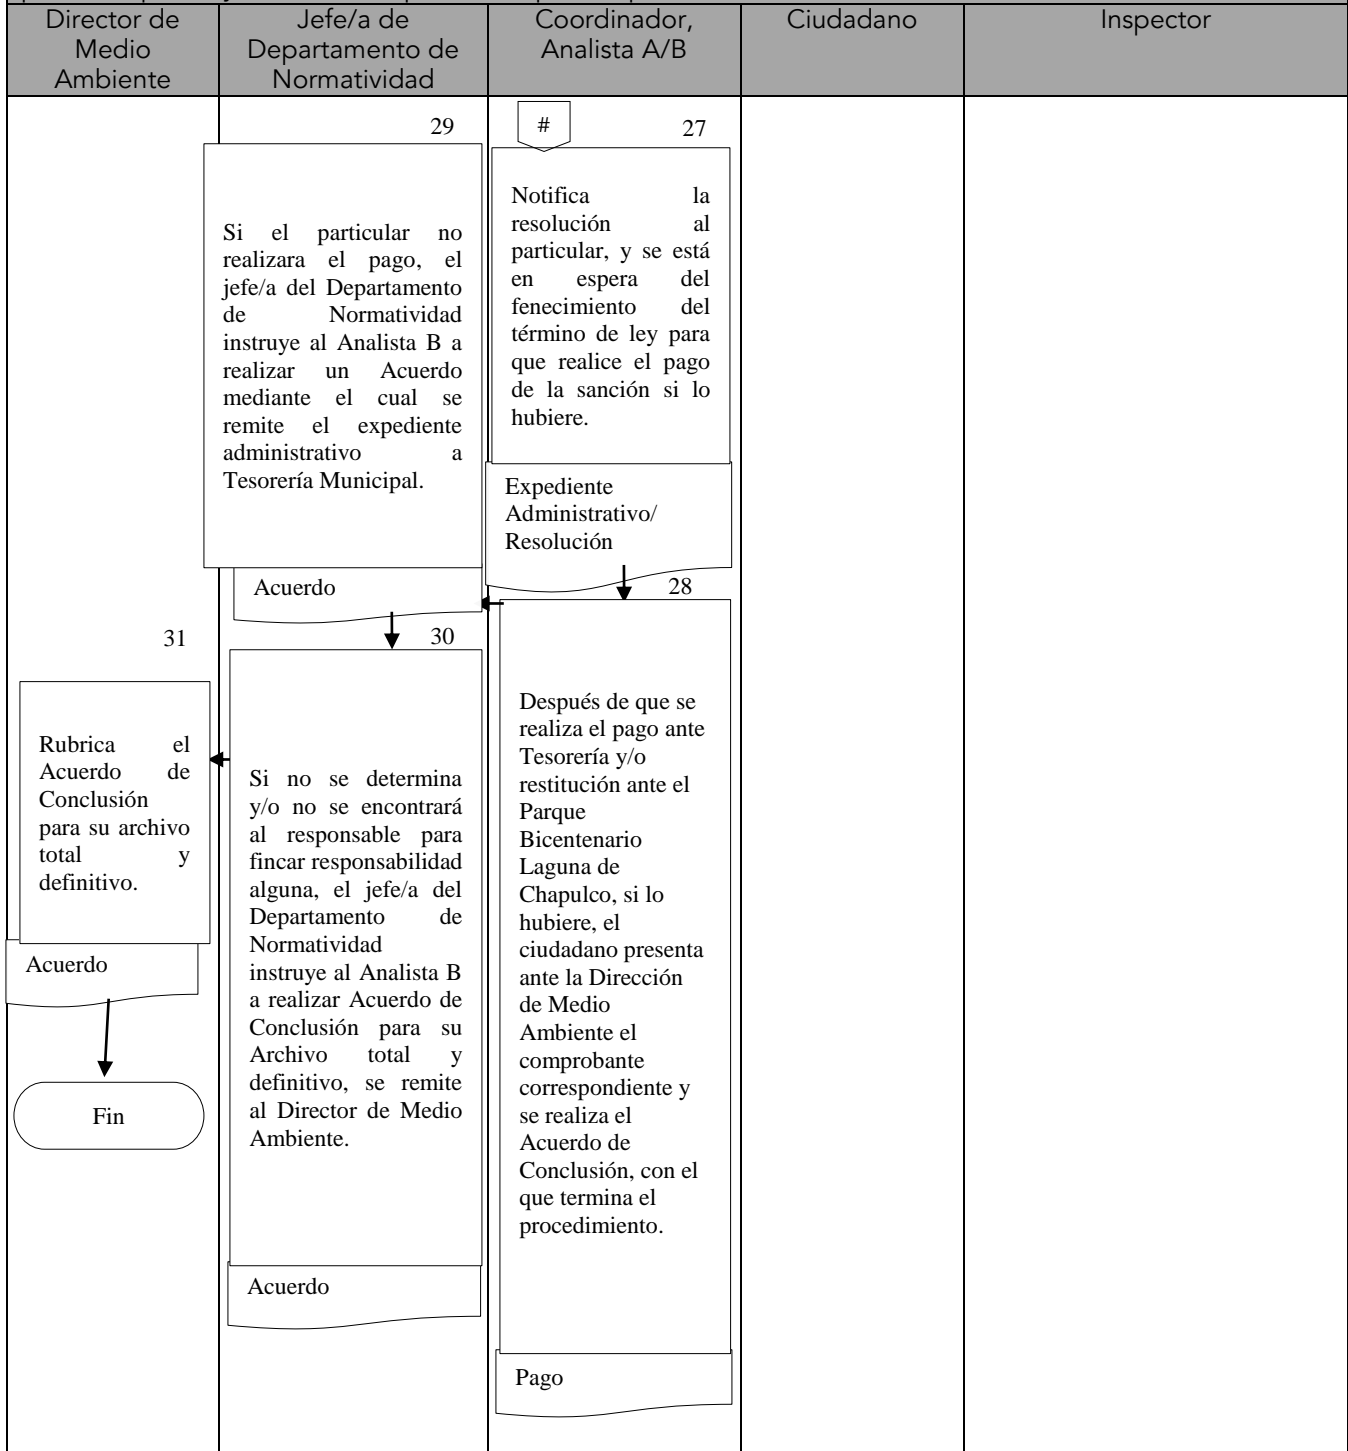 Director de
Medio
Ambiente
Jefe/a de
Departamento de
Normatividad
Coordinador,
Analista A/B
Ciudadano
Inspector
#
27
Notifica la
resolución al
particular, y se está
en espera del
fenecimiento del
término de ley para
que realice el pago
de la sanción si lo
hubiere.
Expediente
Administrativo/
Resolución
28
Después de que se
realiza el pago ante
Tesorería y/o
restitución ante el
Parque
Bicentenario
Laguna de
Chapulco, si lo
hubiere, el
ciudadano presenta
ante la Dirección
de Medio
Ambiente el
comprobante
correspondiente y
se realiza el
Acuerdo de
Conclusión, con el
que termina el
procedimiento.
Pago
29
Si el particular no
realizara el pago, el
jefe/a del Departamento
de Normatividad
instruye al Analista B a
realizar un Acuerdo
mediante el cual se
remite el expediente
administrativo a
Tesorería Municipal.
Acuerdo
30
Si no se determina
y/o no se encontrará
al responsable para
fincar responsabilidad
alguna, el jefe/a del
Departamento de
Normatividad
instruye al Analista B
a realizar Acuerdo de
Conclusión para su
Archivo total y
definitivo, se remite
al Director de Medio
Ambiente.
Acuerdo
31
Rubrica el
Acuerdo de
Conclusión
para su archivo
total y
definitivo.
Acuerdo
Fin